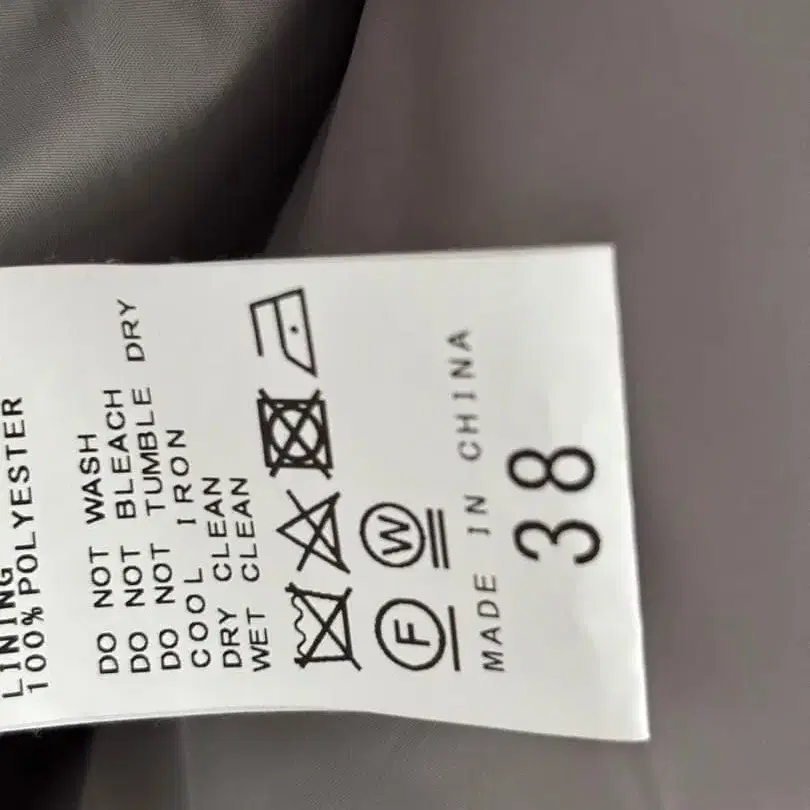 LINING
100% POLYESTER
DO NOT WASH
DO NOT BLEACH
DO NOT TUMBLE DRY
COOL IRON
DRY CLEAN
WET CLEAN
F W
MADE IN CHINA
38